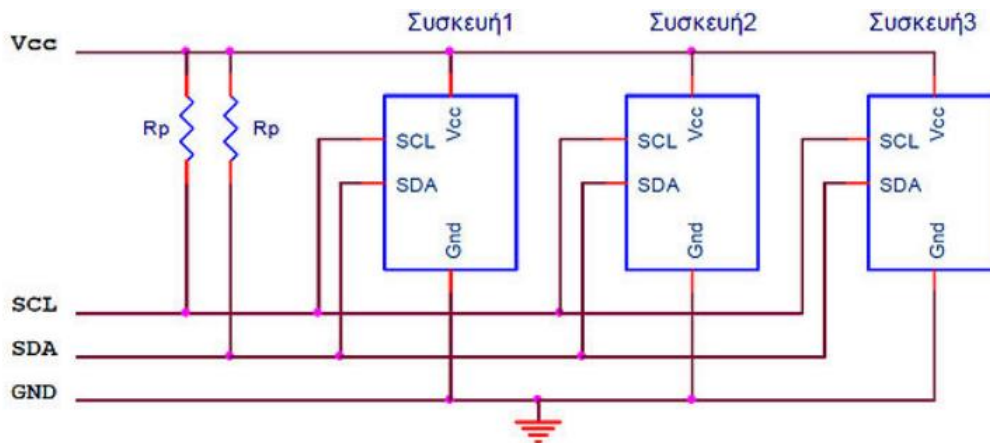 Συσκευή1 Συσκευή2 Συσκευή3
Vcc
Rp Rp
Vcc Vcc Vcc
SCL SCL SCL
SDA SDA SDA
Gnd Gnd Gnd
SCL
SDA
GND